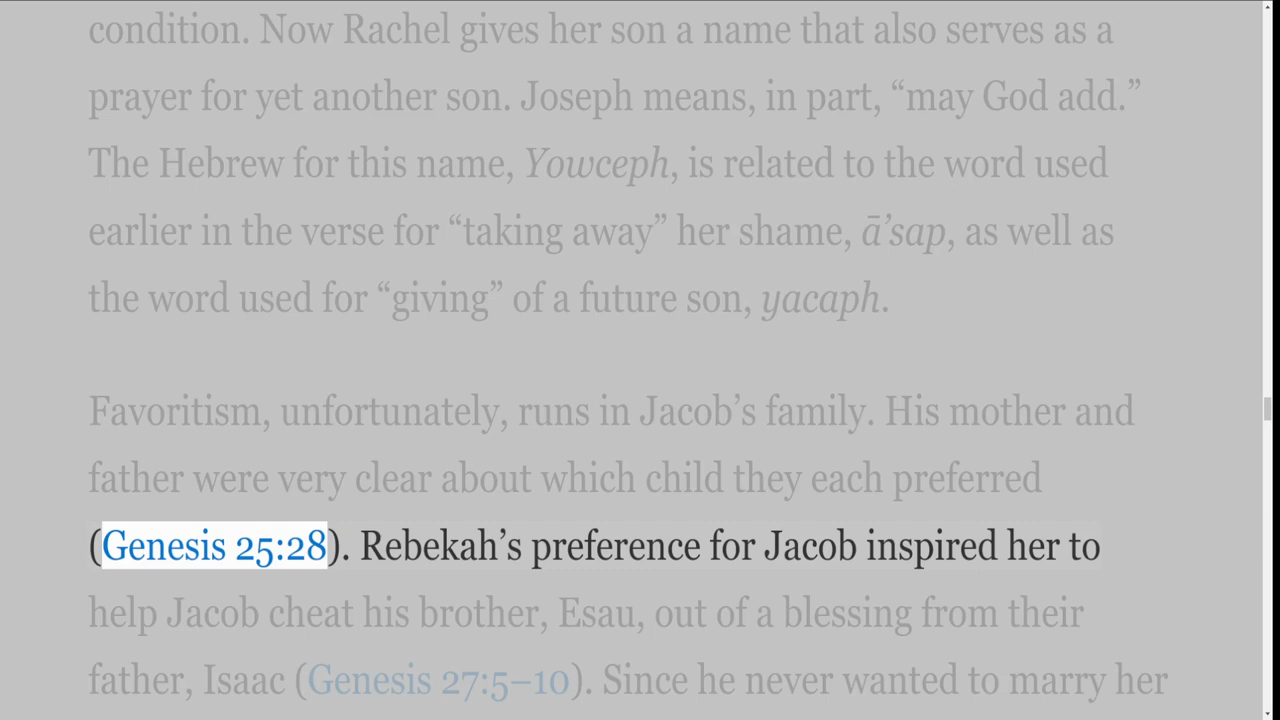 condition. Now Rachel gives her son a name that also serves as a
prayer for yet another son. Joseph means, in part, “may God add.”
The Hebrew for this name, Yowceph, is related to the word used
earlier in the verse for “taking away” her shame, ā’sap, as well as
the word used for “giving” of a future son, yacaph.
Favoritism, unfortunately, runs in Jacob’s family. His mother and
father were very clear about which child they each preferred
(Genesis 25:28). Rebekah’s preference for Jacob inspired her to
help Jacob cheat his brother, Esau, out of a blessing from their
father, Isaac (Genesis 27:5–10). Since he never wanted to marry her